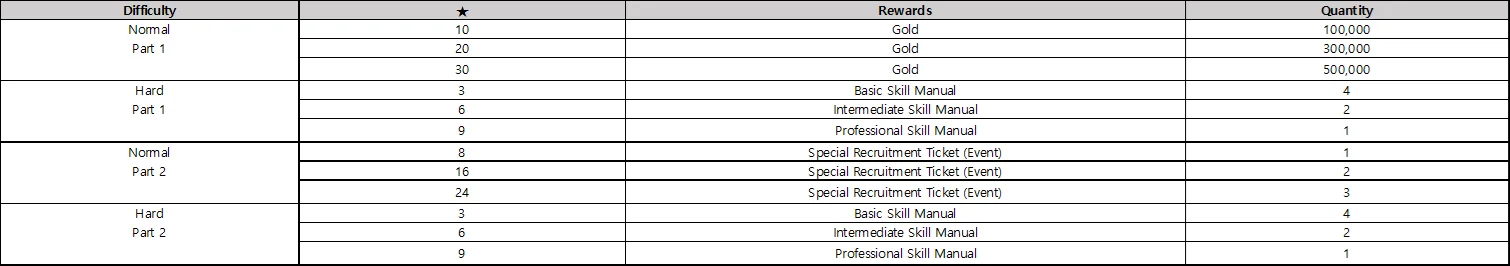 Difficulty ★ Rewards Quantity
Normal 10 Gold 100,000
Part 1 20 Gold 300,000
30 Gold 500,000
Hard 3 Basic Skill Manual 4
Part 1 6 Intermediate Skill Manual 2
9 Professional Skill Manual 1
Normal 8 Special Recruitment Ticket (Event) 1
Part 2 16 Special Recruitment Ticket (Event) 2
24 Special Recruitment Ticket (Event) 3
Hard 3 Basic Skill Manual 4
Part 2 6 Intermediate Skill Manual 2
9 Professional Skill Manual 1